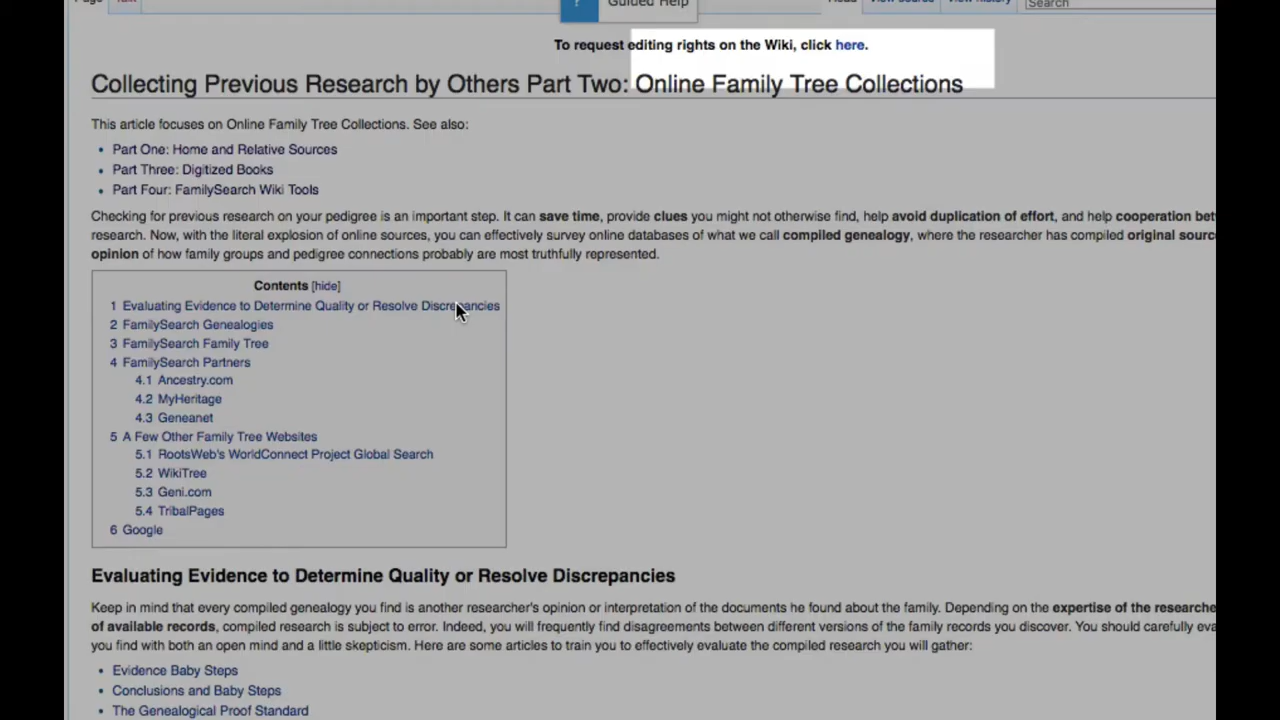 Guided Help
Search
To request editing rights on the Wiki, click here.
Collecting Previous Research by Others Part Two: Online Family Tree Collections
This article focuses on Online Family Tree Collections. See also:
• Part One: Home and Relative Sources
• Part Three: Digitized Books
• Part Four: FamilySearch Wiki Tools
Checking for previous research on your pedigree is an important step. It can save time, provide clues you might not otherwise find, help avoid duplication of effort, and help cooperation
research. Now, with the literal explosion of online sources, you can effectively survey online databases of what we call compiled genealogy, where the researcher has compiled original
opinion of how family groups and pedigree connections probably are most truthfully represented.
Contents [hide]
1 Evaluating Evidence to Determine Quality or Resolve Discrepancies
2 FamilySearch Genealogies
3 FamilySearch Family Tree
4 FamilySearch Partners
4.1 Ancestry.com
4.2 MyHeritage
4.3 Geneanet
5 A Few Other Family Tree Websites
5.1 RootsWeb's WorldConnect Project Global Search
5.2 WikiTree
5.3 Geni.com
5.4 TribalPages
6 Google
Evaluating Evidence to Determine Quality or Resolve Discrepancies
Keep in mind that every compiled genealogy you find is another researcher's opinion or interpretation of the documents he found about the family. Depending on the expertise of the
of available records, compiled research is subject to error. Indeed, you will frequently find disagreements between different versions of the family records you discover. You should carefully
you find with both an open mind and a little skepticism. Here are some articles to train you to effectively evaluate the compiled research you will gather:
• Evidence Baby Steps
• Conclusions and Baby Steps
• The Genealogical Proof Standard